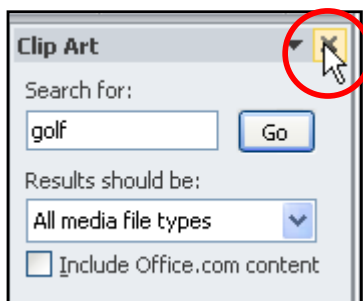 Clip Art
Search for:
golf Go
Results should be:
All media file types
Include Office.com content